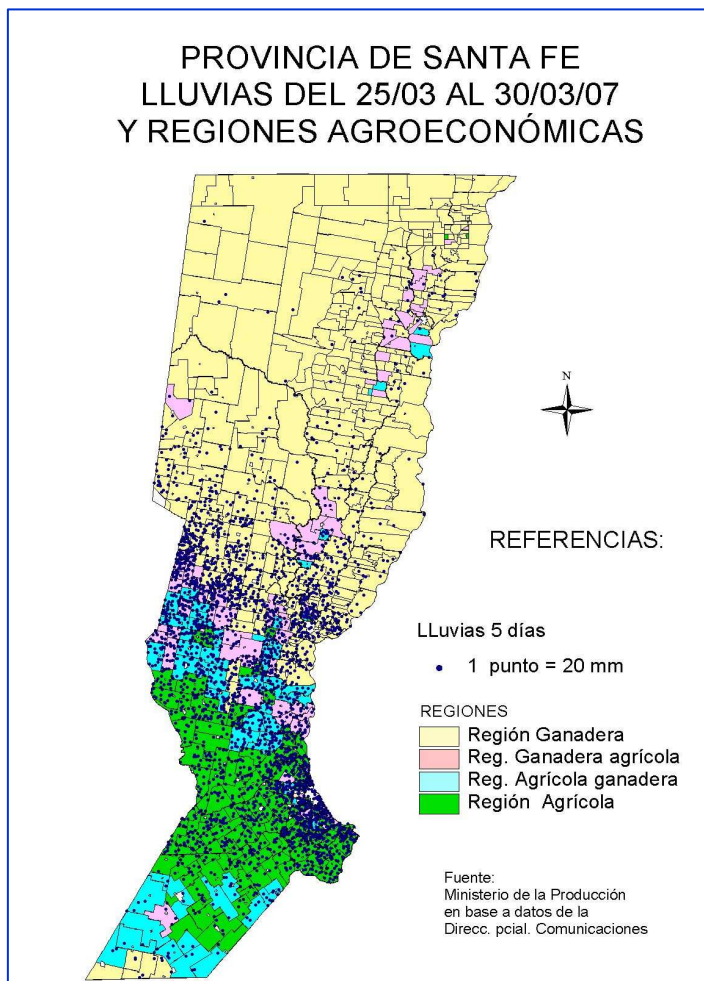 PROVINCIA DE SANTA FE
LLUVIAS DEL 25/03 AL 30/03/07
Y REGIONES AGROECONÓMICAS
N
REFERENCIAS:
LLuvias 5 días
1 punto = 20 mm
REGIONES
Región Ganadera
Reg. Ganadera agrícola
Reg. Agrícola ganadera
Región Agrícola
Fuente:
Ministerio de la Producción
en base a datos de la
Direcc. pcial. Comunicaciones